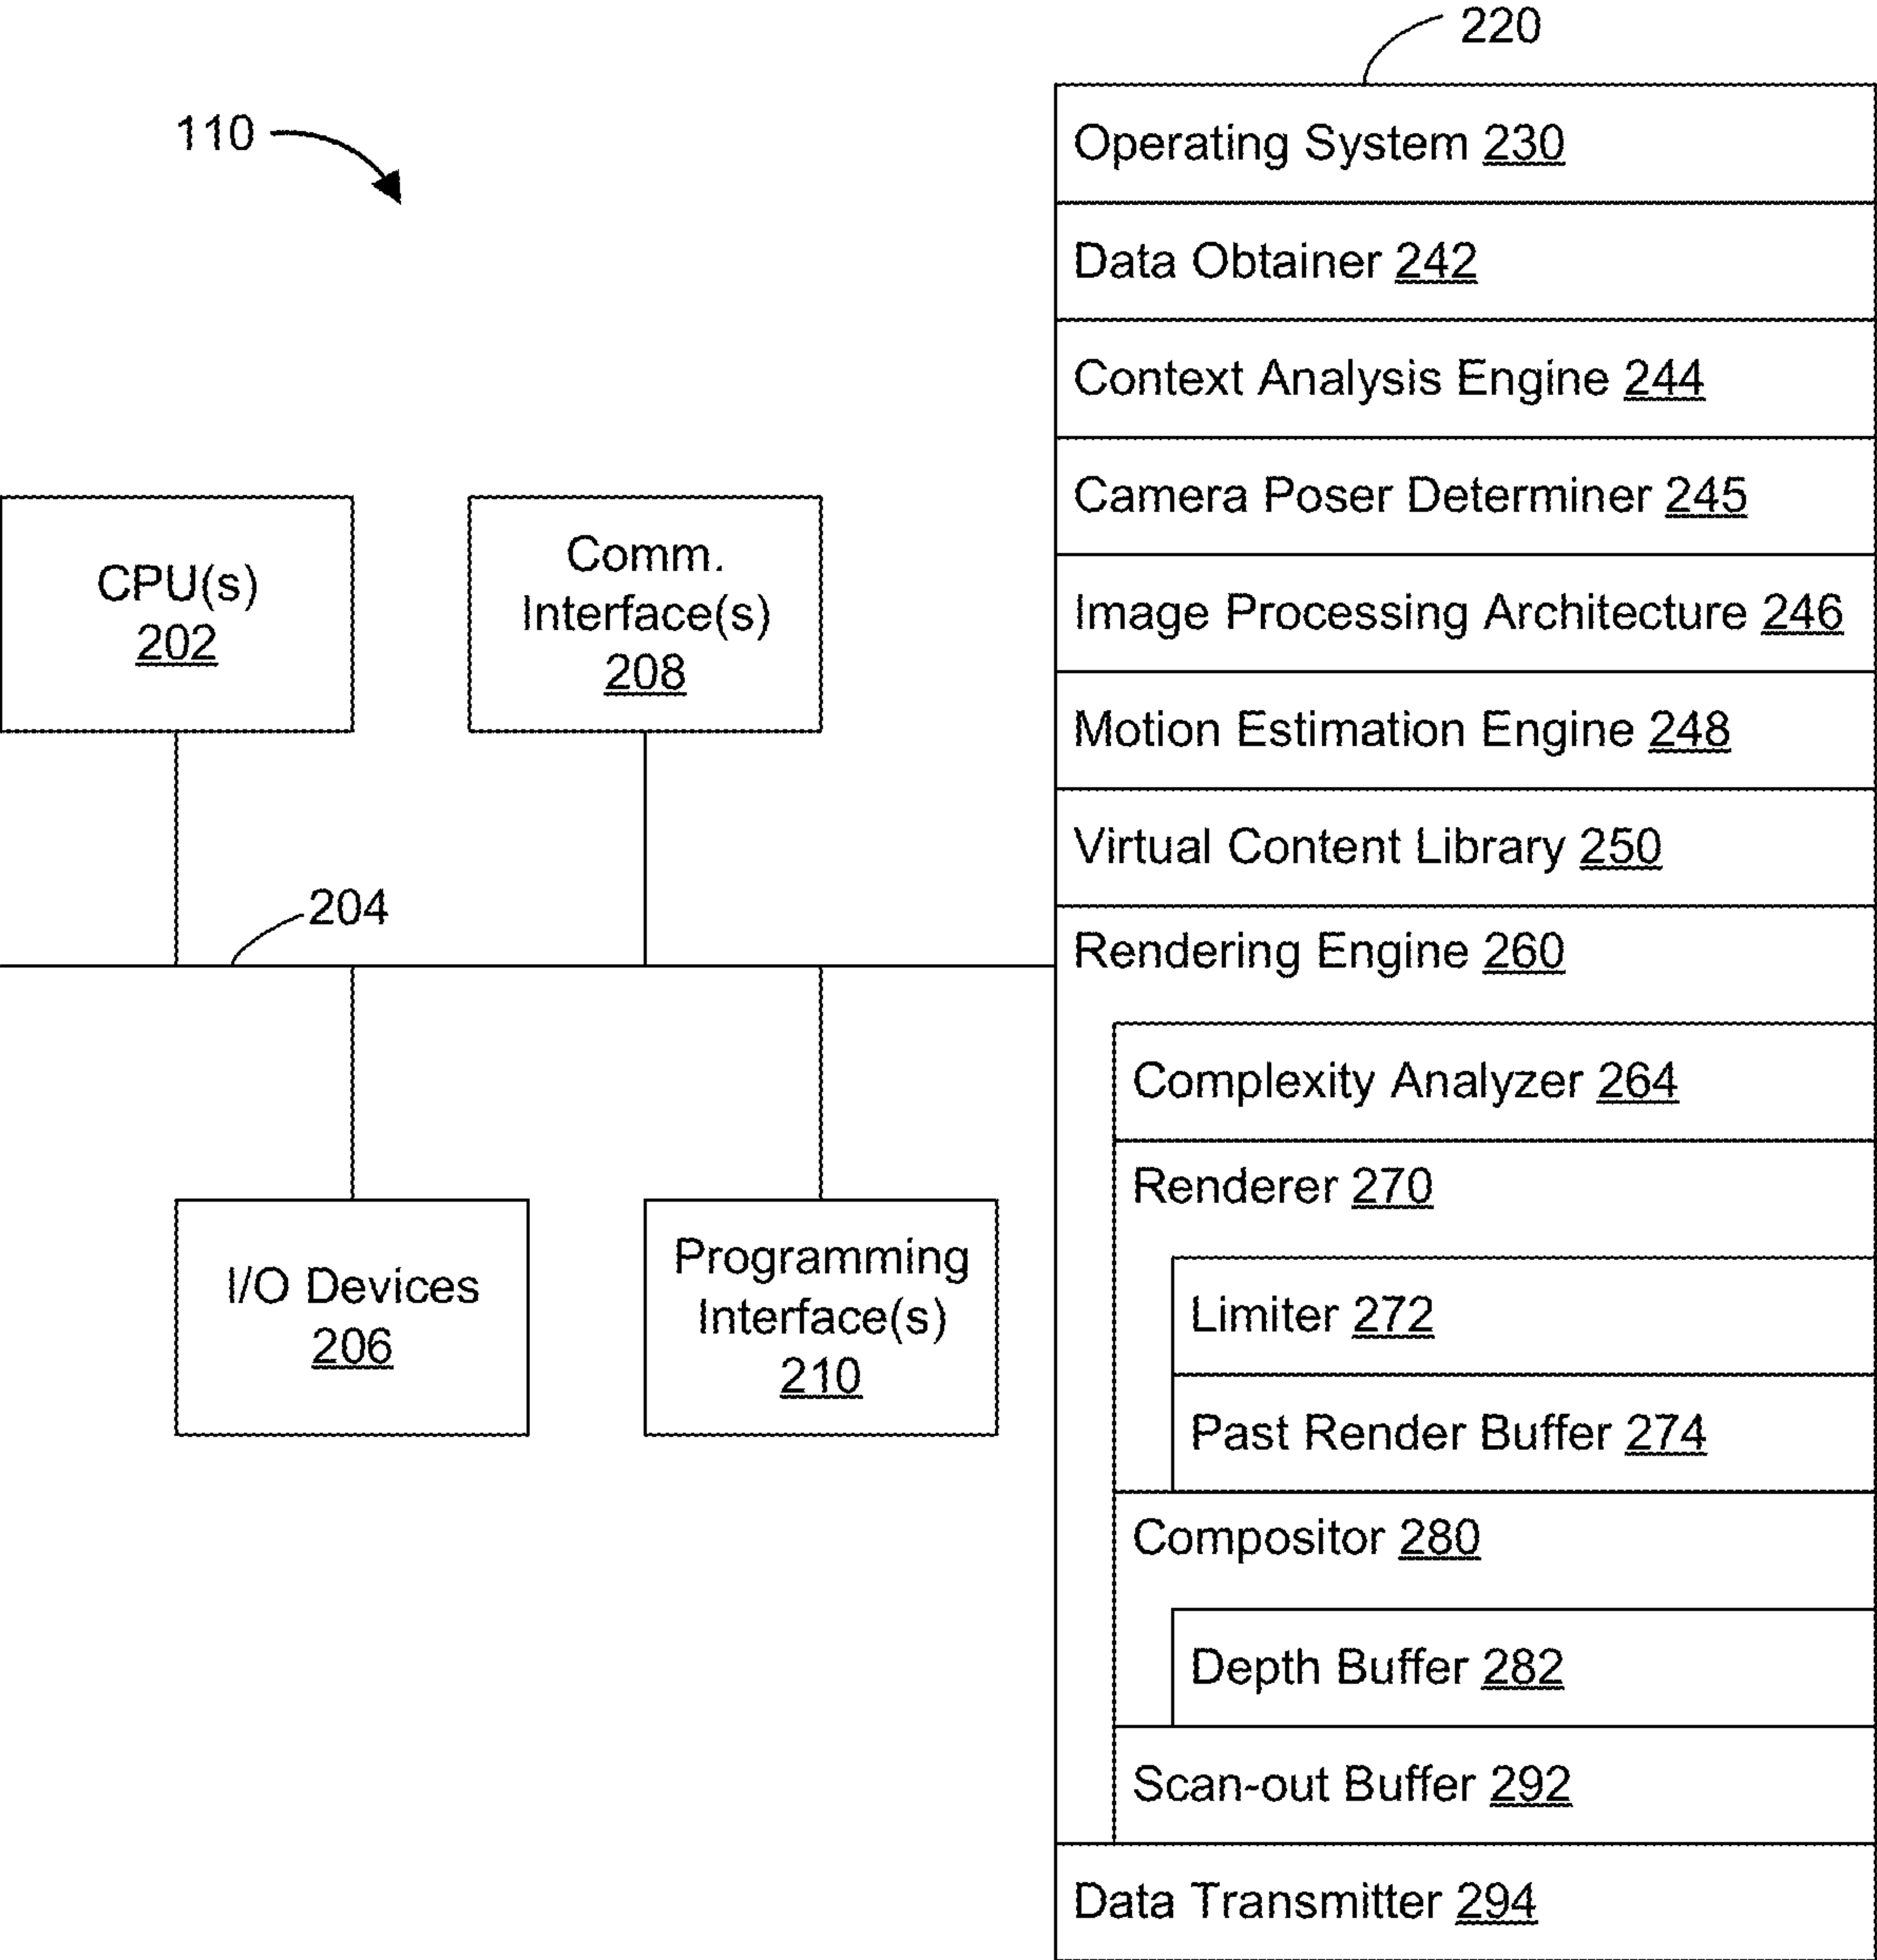 220
110
Operating System 230
Data Obtainer 242
Context Analysis Engine 244
Camera Poser Determiner 245
Image Processing Architecture 246
Motion Estimation Engine 248
Virtual Content Library 250
Rendering Engine 260
Complexity Analyzer 264
Renderer 270
Limiter 272
Past Render Buffer 274
Compositor 280
Depth Buffer 282
Scan-out Buffer 292
Data Transmitter 294
CPU(s)
202
Comm.
Interface(s)
208
204
I/O Devices
206
Programming
Interface(s)
210